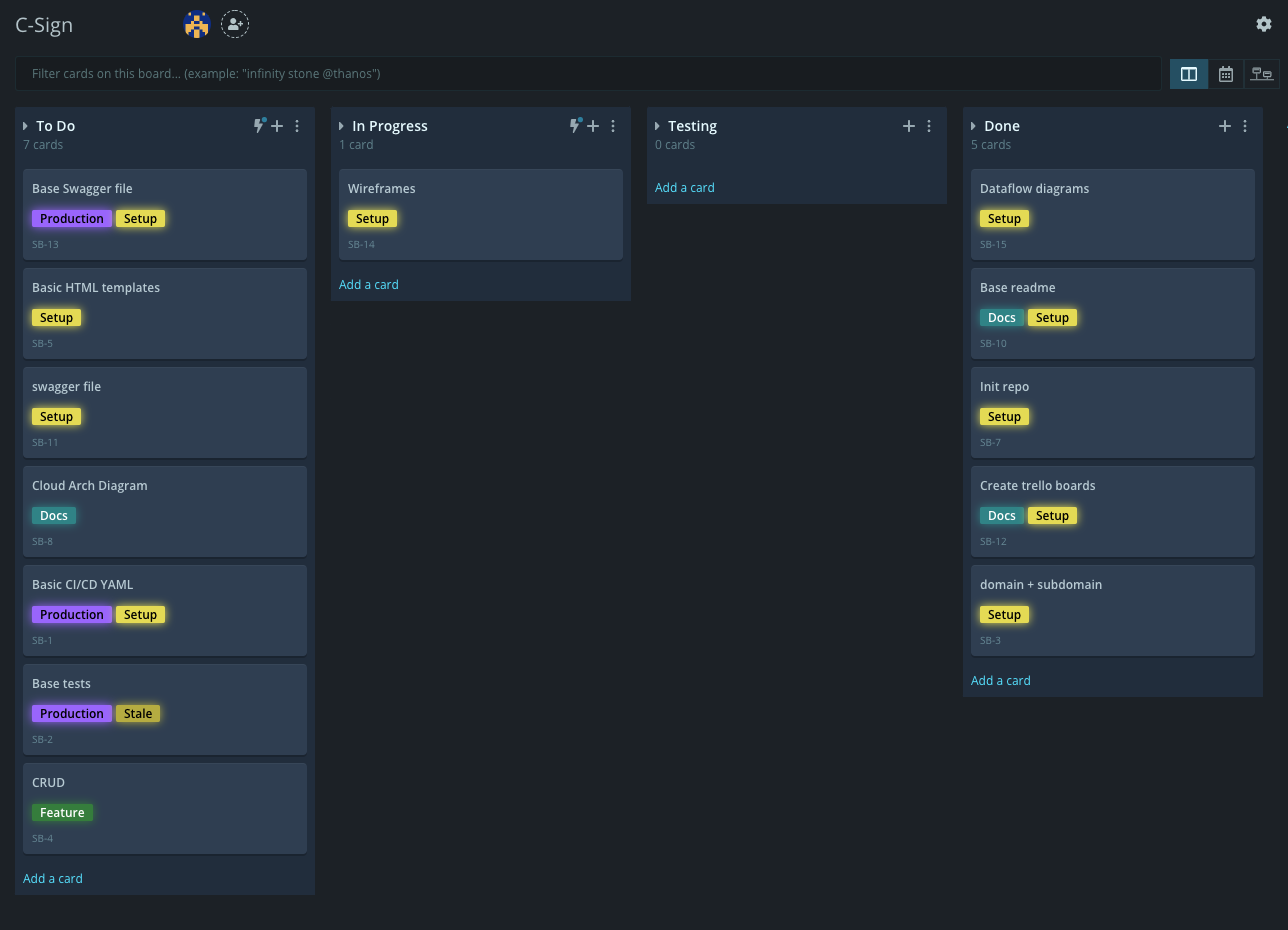 C-Sign
Filter cards on this board... (example: "infinity stone @thanos")
To Do
7 cards
Base Swagger file
Production Setup
SB-13
Basic HTML templates
Setup
SB-5
swagger file
Setup
SB-11
Cloud Arch Diagram
Docs
SB-8
Basic CI/CD YAML
Production Setup
SB-1
Base tests
Production Stale
SB-2
CRUD
Feature
SB-4
Add a card
In Progress
1 card
Wireframes
Setup
SB-14
Add a card
Testing
0 cards
Add a card
Done
5 cards
Dataflow diagrams
Setup
SB-15
Base readme
Docs Setup
SB-10
Init repo
Setup
SB-7
Create trello boards
Docs Setup
SB-12
domain + subdomain
Setup
SB-3
Add a card